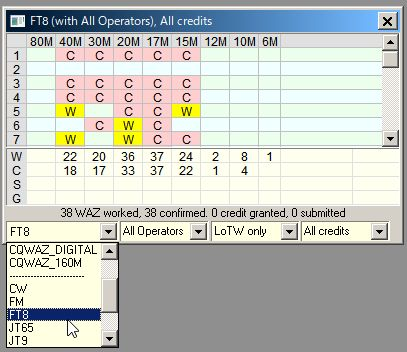 FT8 (with All Operators), All credits
80M 40M 30M 20M 17M 15M 12M 10M 6M
1 C C C C C
2
3 C C C C C
4 C C C C C
5 W C C W
6 C W C
7 W W C
W 22 20 36 37 24 2 8 1
C 18 17 33 37 22 1 4
S
G
38 WAZ worked, 38 confirmed. 0 credit granted, 0 submitted
FT8 All Operators LoTW only All credits
CQWAZ_DIGITAL
CQWAZ_160M
--------------------
CW
FM
FT8
JT65
JT9